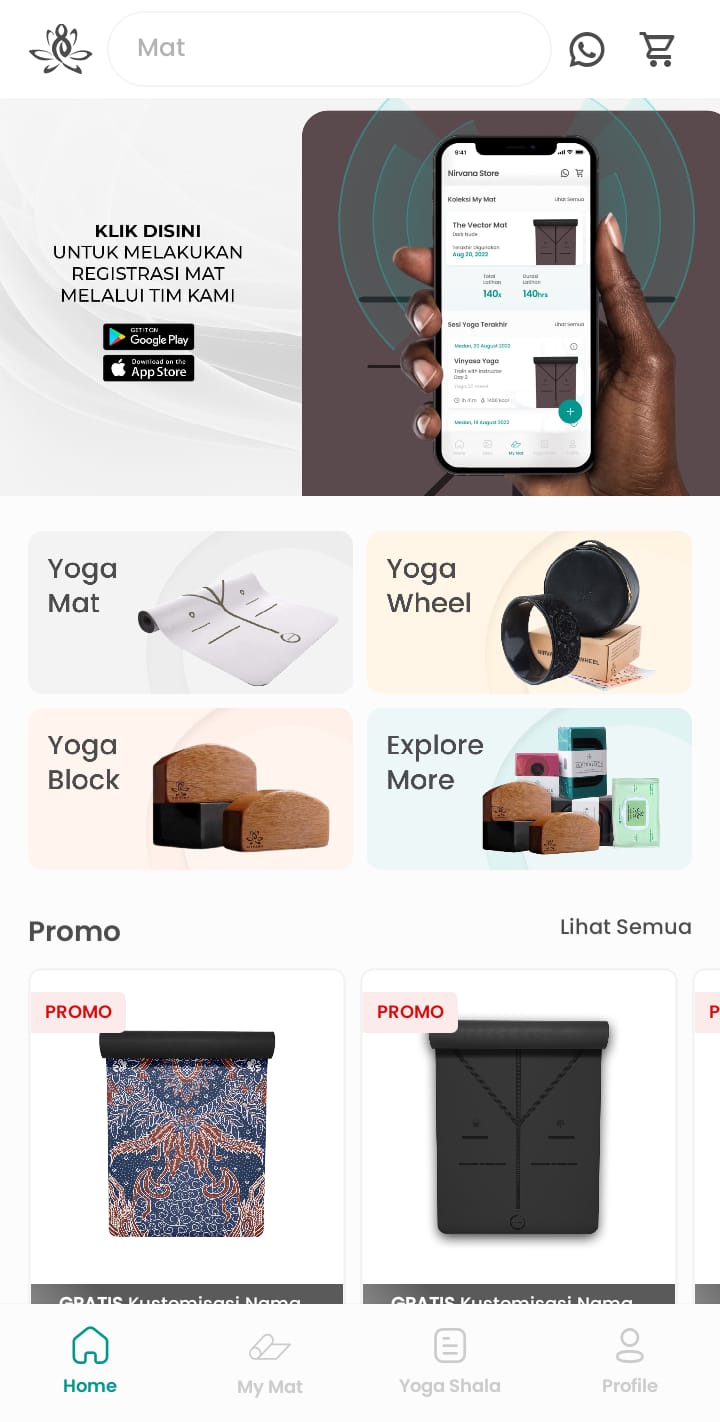 Mat
KLIK DISINI
UNTUK MELAKUKAN
REGISTRASI MAT
MELALUI TIM KAMI
GET IT ON
Google Play
Download on the
App Store
9:41
Nirvana Store
Koleksi My Mat
Lihat Semua
The Vector Mat
Dark Nude
Terakhir Digunakan
Aug 20, 2022
Total
Latihan
140x
Durasi
Latihan
140hrs
Sesi Yoga Terakhir
Lihat Semua
Medan, 20 August 2022
Vinyasa Yoga
Train with Instructor
Day 3
Medan, 19 August 2022
My Mat
Yoga
Mat
Yoga
Wheel
Yoga
Block
Explore
More
Promo
Lihat Semua
PROMO
PROMO
P
GRATIS Kustomisasi Nama
GRATIS Kustomisasi Nama
Home
My Mat
Yoga Shala
Profile